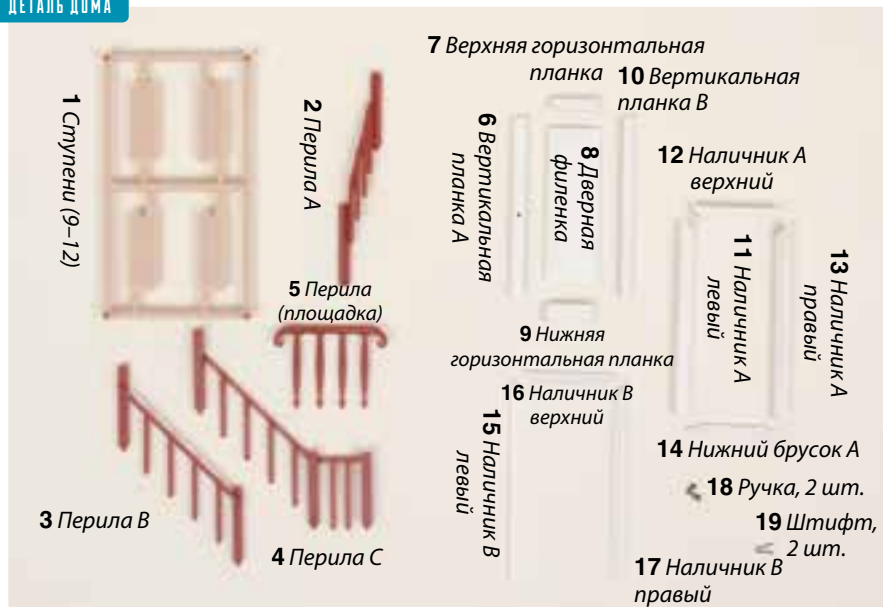 ДЕТАЛЬ ДОМА
1 Ступени (9–12)
2 Перила А
3 Перила В
4 Перила С
5 Перила
(площадка)
6 Вертикальная
планка А
7 Верхняя горизонтальная
планка
8 Дверная
филенка
9 Нижняя
горизонтальная планка
10 Вертикальная
планка В
11 Наличник А
левый
12 Наличник А
верхний
13 Наличник А
правый
14 Нижний брусок А
15 Наличник В
левый
16 Наличник В
верхний
17 Наличник В
правый
18 Ручка, 2 шт.
19 Штифт,
2 шт.